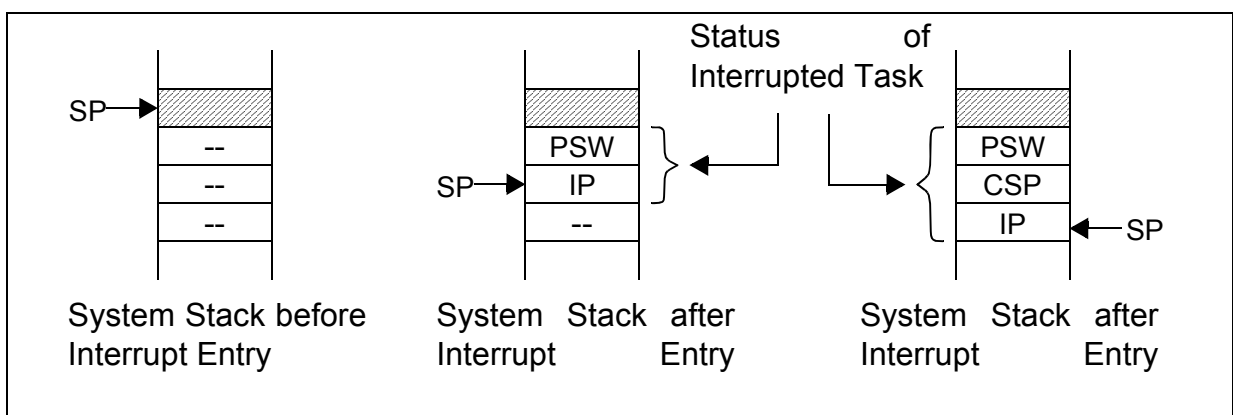 Status of
Interrupted Task
SP
--
--
--
PSW
IP
--
SP
PSW
CSP
IP
SP
System Stack before
Interrupt Entry
System Stack after
Interrupt Entry
System Stack after
Interrupt Entry